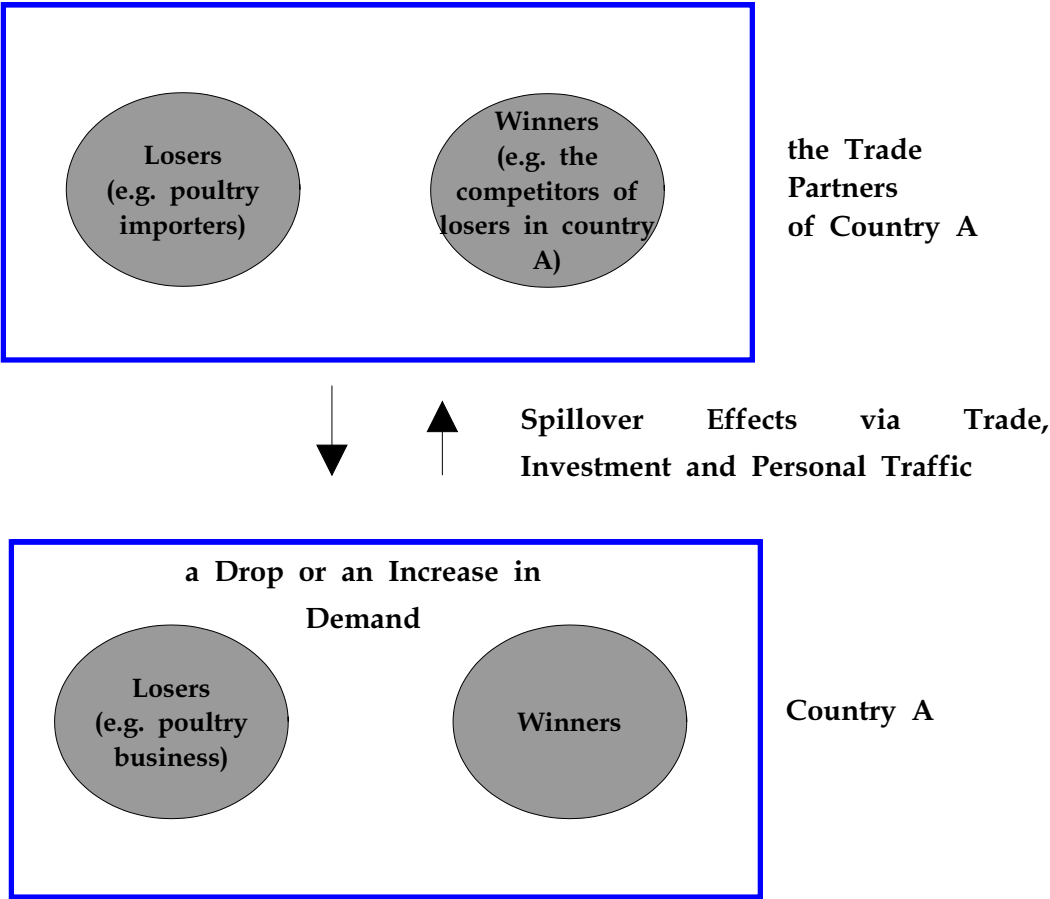 Losers
(e.g. poultry
importers)
Winners
(e.g. the
competitors of
losers in country
A)
the Trade
Partners
of Country A
Spillover Effects via Trade,
Investment and Personal Traffic
a Drop or an Increase in
Demand
Losers
(e.g. poultry
business)
Winners
Country A